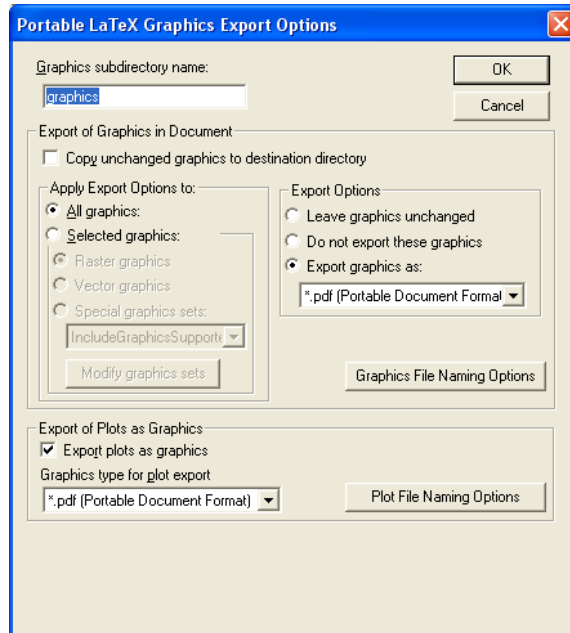 Portable LaTeX Graphics Export Options
Graphics subdirectory name:
OK
graphics
Cancel
Export of Graphics in Document
Copy unchanged graphics to destination directory
Apply Export Options to:
All graphics:
Selected graphics:
Raster graphics
Vector graphics
Special graphics sets:
IncludeGraphicsSupporte
Modify graphics sets
Export Options
Leave graphics unchanged
Do not export these graphics
Export graphics as:
*.pdf (Portable Document Format
Graphics File Naming Options
Export of Plots as Graphics
Export plots as graphics
Graphics type for plot export
*.pdf (Portable Document Format)
Plot File Naming Options